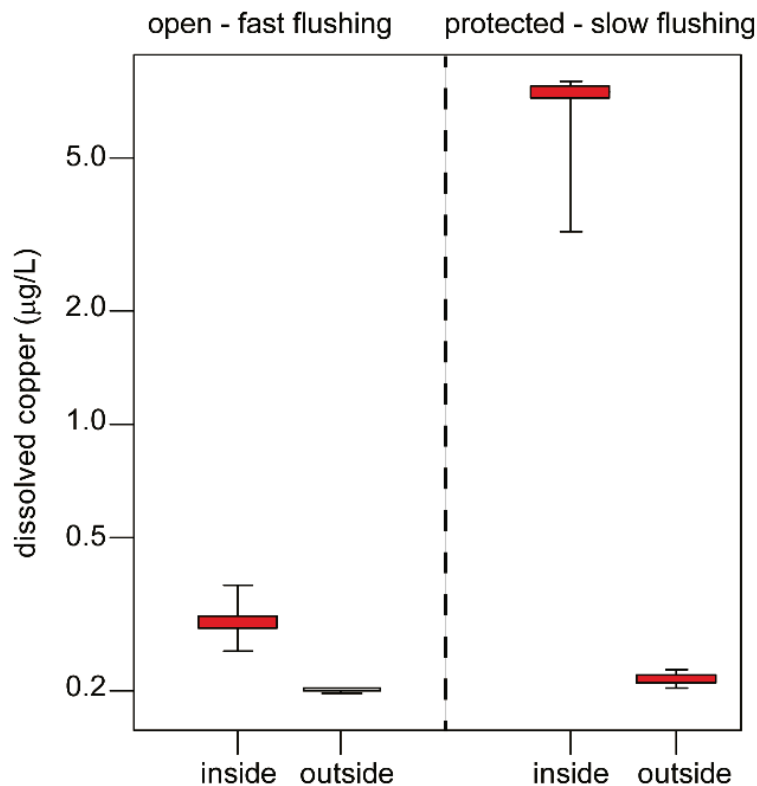 open - fast flushing
protected - slow flushing
dissolved copper (μg/L)
5.0
2.0
1.0
0.5
0.2
inside
outside
inside
outside